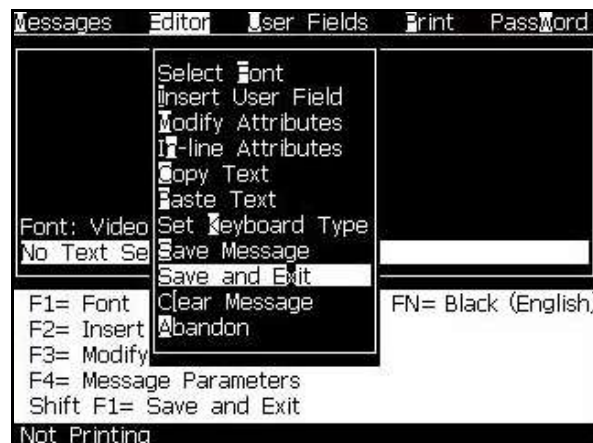 Messages Editor User Fields Print PassWord
Select Font
Insert User Field
Modify Attributes
In-line Attributes
Copy Text
Paste Text
Set Keyboard Type
Save Message
Save and Exit
Clear Message
Abandon
Font: Video
No Text Se
F1= Font FN= Black (English)
F2= Insert
F3= Modify
F4= Message Parameters
Shift F1= Save and Exit
Not Printing